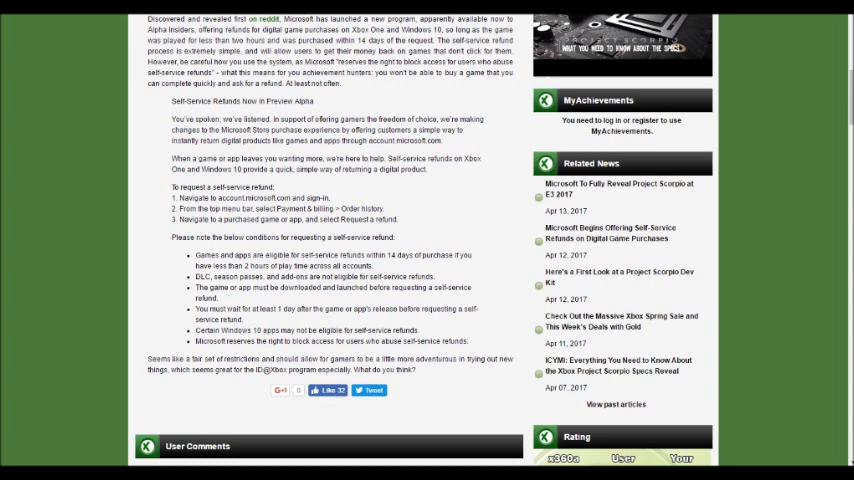 Discovered and revealed first on reddit, Microsoft has launched a new program, apparently available now to
Alpha Insiders, offering refunds for digital game purchases on Xbox One and Windows 10, so long as the game
was played for less than two hours and was purchased within 14 days of the request. The self-service refund
process is extremely simple, and will allow users to get their money back on games that don't click for them.
However, be careful how you use the system, as Microsoft "reserves the right to block access for users who abuse
self-service refunds" - what this means for you achievement hunters: you won't be able to buy a game that you
can complete quickly and ask for a refund. At least not often.
Self-Service Refunds Now in Preview Alpha
You've spoken; we've listened. In support of offering gamers the freedom of choice, we're making
changes to the Microsoft Store purchase experience by offering customers a simple way to
instantly return digital products like games and apps through account.microsoft.com.
When a game or app leaves you wanting more, we're here to help. Self-service refunds on Xbox
One and Windows 10 provide a quick, simple way of returning a digital product.
To request a self-service refund:
1. Navigate to account.microsoft.com and sign-in.
2. From the top menu bar, select Payment & billing > Order history.
3. Navigate to a purchased game or app, and select Request a refund.
Please note the below conditions for requesting a self-service refund:
Games and apps are eligible for self-service refunds within 14 days of purchase if you
have less than 2 hours of play time across all accounts.
DLC, season passes, and add-ons are not eligible for self-service refunds.
The game or app must be downloaded and launched before requesting a self-service
refund.
You must wait for at least 1 day after the game or app's release before requesting a self-
service refund.
Certain Windows 10 apps may not be eligible for self-service refunds.
Microsoft reserves the right to block access for users who abuse self-service refunds.
Seems like a fair set of restrictions and should allow for gamers to be a little more adventurous in trying out new
things, which seems great for the ID@Xbox program especially. What do you think?
G+1 0 Like 32 Tweet
User Comments
PROJECT SCORPIO
WHAT YOU NEED TO KNOW ABOUT THE SPECS
MyAchievements
You need to log in or register to use
MyAchievements.
Related News
Microsoft To Fully Reveal Project Scorpio at
E3 2017
Apr 13, 2017
Microsoft Begins Offering Self-Service
Refunds on Digital Game Purchases
Apr 12, 2017
Here's a First Look at a Project Scorpio Dev
Kit
Apr 12, 2017
Check Out the Massive Xbox Spring Sale and
This Week's Deals with Gold
Apr 11, 2017
ICYMI: Everything You Need to Know About
the Xbox Project Scorpio Specs Reveal
Apr 07, 2017
View past articles
Rating
x360a User Your